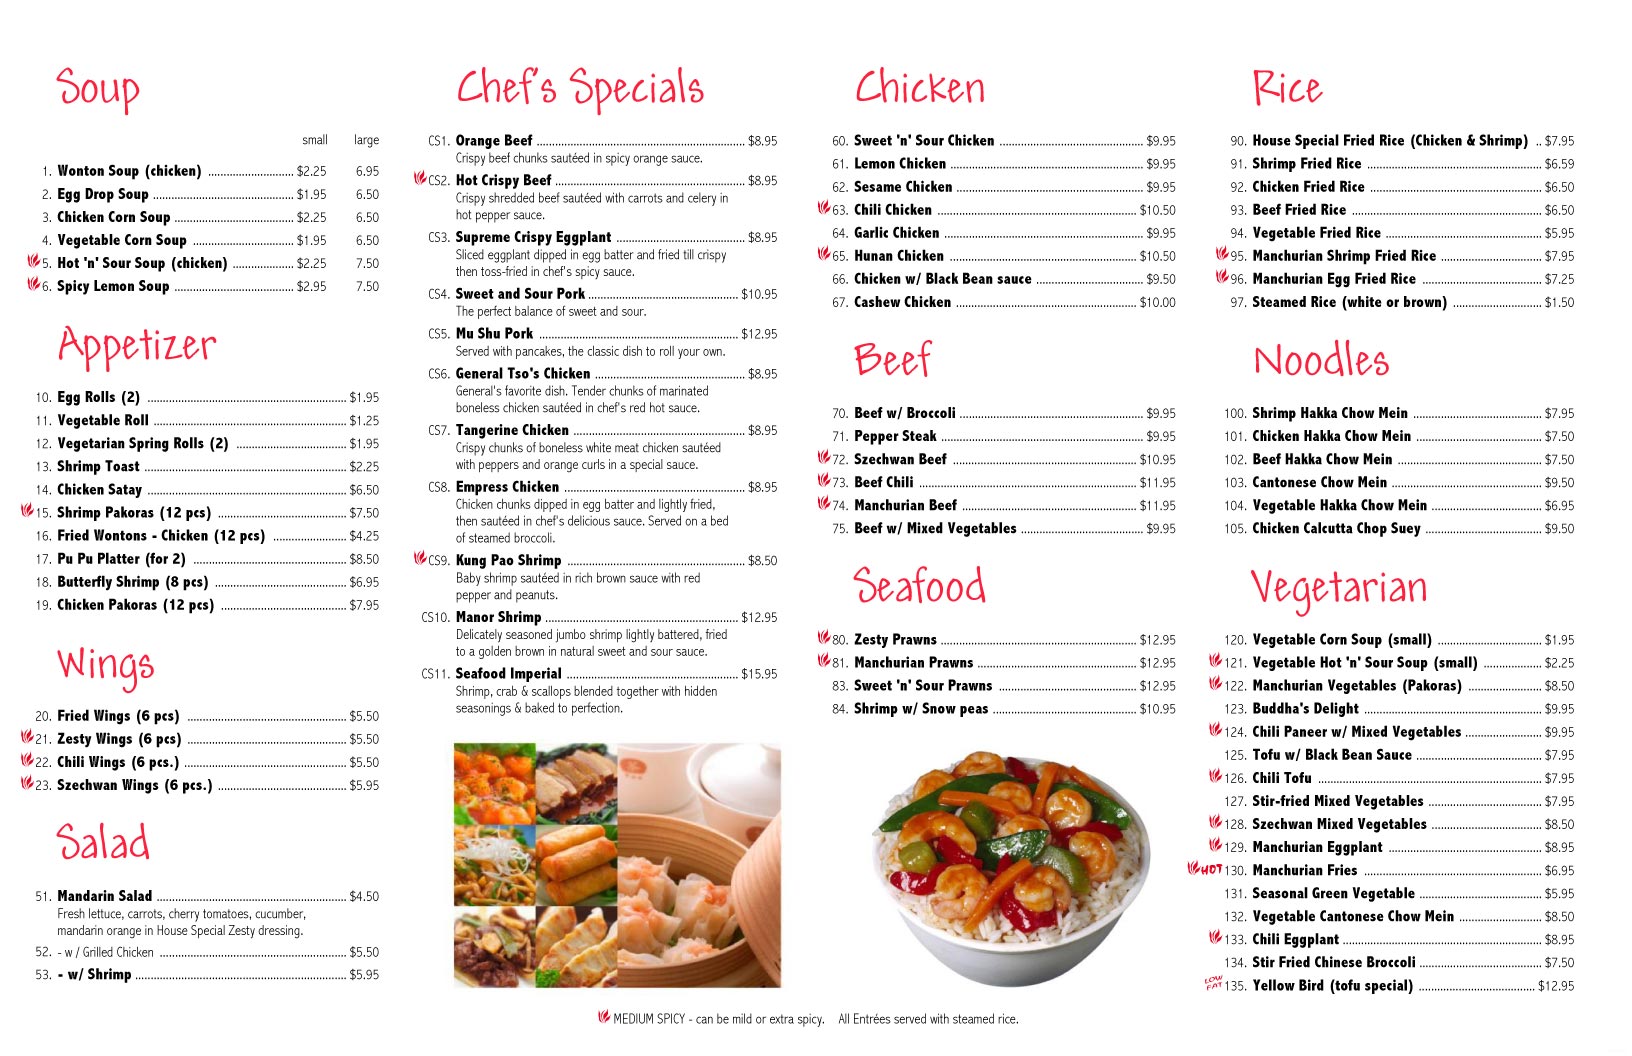 Soup
small large
1. Wonton Soup (chicken) ............ $2.25 6.95
2. Egg Drop Soup ............ $1.95 6.50
3. Chicken Corn Soup ............ $2.25 6.50
4. Vegetable Corn Soup ............ $1.95 6.50
5. Hot 'n' Sour Soup (chicken) ............ $2.25 7.50
6. Spicy Lemon Soup ............ $2.95 7.50
Appetizer
10. Egg Rolls (2) ............ $1.95
11. Vegetable Roll ............ $1.25
12. Vegetarian Spring Rolls (2) ............ $1.95
13. Shrimp Toast ............ $2.25
14. Chicken Satay ............ $6.50
15. Shrimp Pakoras (12 pcs) ............ $7.50
16. Fried Wontons - Chicken (12 pcs) ............ $4.25
17. Pu Pu Platter (for 2) ............ $8.50
18. Butterfly Shrimp (8 pcs) ............ $6.95
19. Chicken Pakoras (12 pcs) ............ $7.95
Wings
20. Fried Wings (6 pcs) ............ $5.50
21. Zesty Wings (6 pcs) ............ $5.50
22. Chili Wings (6 pcs.) ............ $5.50
23. Szechwan Wings (6 pcs.) ............ $5.95
Salad
51. Mandarin Salad ............ $4.50
Fresh lettuce, carrots, cherry tomatoes, cucumber,
mandarin orange in House Special Zesty dressing.
52. - w / Grilled Chicken ............ $5.50
53. - w/ Shrimp ............ $5.95
Chef's Specials
CS1. Orange Beef ............ $8.95
Crispy beef chunks sautéed in spicy orange sauce.
CS2. Hot Crispy Beef ............ $8.95
Crispy shredded beef sautéed with carrots and celery in
hot pepper sauce.
CS3. Supreme Crispy Eggplant ............ $8.95
Sliced eggplant dipped in egg batter and fried till crispy
then toss-fried in chef's spicy sauce.
CS4. Sweet and Sour Pork ............ $10.95
The perfect balance of sweet and sour.
CS5. Mu Shu Pork ............ $12.95
Served with pancakes, the classic dish to roll your own.
CS6. General Tso's Chicken ............ $8.95
General's favorite dish. Tender chunks of marinated
boneless chicken sautéed in chef's red hot sauce.
CS7. Tangerine Chicken ............ $8.95
Crispy chunks of boneless white meat chicken sautéed
with peppers and orange curls in a special sauce.
CS8. Empress Chicken ............ $8.95
Chicken chunks dipped in egg batter and lightly fried,
then sautéed in chef's delicious sauce. Served on a bed
of steamed broccoli.
CS9. Kung Pao Shrimp ............ $8.50
Baby shrimp sautéed in rich brown sauce with red
pepper and peanuts.
CS10. Manor Shrimp ............ $12.95
Delicately seasoned jumbo shrimp lightly battered, fried
to a golden brown in natural sweet and sour sauce.
CS11. Seafood Imperial ............ $15.95
Shrimp, crab & scallops blended together with hidden
seasonings & baked to perfection.
Chicken
60. Sweet 'n' Sour Chicken ............ $9.95
61. Lemon Chicken ............ $9.95
62. Sesame Chicken ............ $9.95
63. Chili Chicken ............ $10.50
64. Garlic Chicken ............ $9.95
65. Hunan Chicken ............ $10.50
66. Chicken w/ Black Bean sauce ............ $9.50
67. Cashew Chicken ............ $10.00
Beef
70. Beef w/ Broccoli ............ $9.95
71. Pepper Steak ............ $9.95
72. Szechwan Beef ............ $10.95
73. Beef Chili ............ $11.95
74. Manchurian Beef ............ $11.95
75. Beef w/ Mixed Vegetables ............ $9.95
Seafood
80. Zesty Prawns ............ $12.95
81. Manchurian Prawns ............ $12.95
83. Sweet 'n' Sour Prawns ............ $12.95
84. Shrimp w/ Snow peas ............ $10.95
Rice
90. House Special Fried Rice (Chicken & Shrimp) .. $7.95
91. Shrimp Fried Rice ............ $6.59
92. Chicken Fried Rice ............ $6.50
93. Beef Fried Rice ............ $6.50
94. Vegetable Fried Rice ............ $5.95
95. Manchurian Shrimp Fried Rice ............ $7.95
96. Manchurian Egg Fried Rice ............ $7.25
97. Steamed Rice (white or brown) ............ $1.50
Noodles
100. Shrimp Hakka Chow Mein ............ $7.95
101. Chicken Hakka Chow Mein ............ $7.50
102. Beef Hakka Chow Mein ............ $7.50
103. Cantonese Chow Mein ............ $9.50
104. Vegetable Hakka Chow Mein ............ $6.95
105. Chicken Calcutta Chop Suey ............ $9.50
Vegetarian
120. Vegetable Corn Soup (small) ............ $1.95
121. Vegetable Hot 'n' Sour Soup (small) ............ $2.25
122. Manchurian Vegetables (Pakoras) ............ $8.50
123. Buddha's Delight ............ $9.95
124. Chili Paneer w/ Mixed Vegetables ............ $9.95
125. Tofu w/ Black Bean Sauce ............ $7.95
126. Chili Tofu ............ $7.95
127. Stir-fried Mixed Vegetables ............ $7.95
128. Szechwan Mixed Vegetables ............ $8.50
129. Manchurian Eggplant ............ $8.95
HOT 130. Manchurian Fries ............ $6.95
131. Seasonal Green Vegetable ............ $5.95
132. Vegetable Cantonese Chow Mein ............ $8.50
133. Chili Eggplant ............ $8.95
134. Stir Fried Chinese Broccoli ............ $7.50
LOW FAT 135. Yellow Bird (tofu special) ............ $12.95
MEDIUM SPICY - can be mild or extra spicy. All Entrées served with steamed rice.